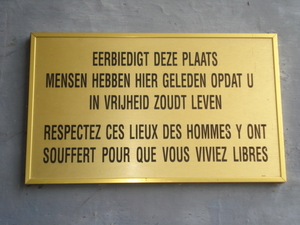 EERBIEDIGT DEZE PLAATS
MENSEN HEBBEN HIER GELEDEN OPDAT U
IN VRIJHEID ZOUDT LEVEN
RESPECTEZ CES LIEUX DES HOMMES Y ONT
SOUFFERT POUR QUE VOUS VIVIEZ LIBRES